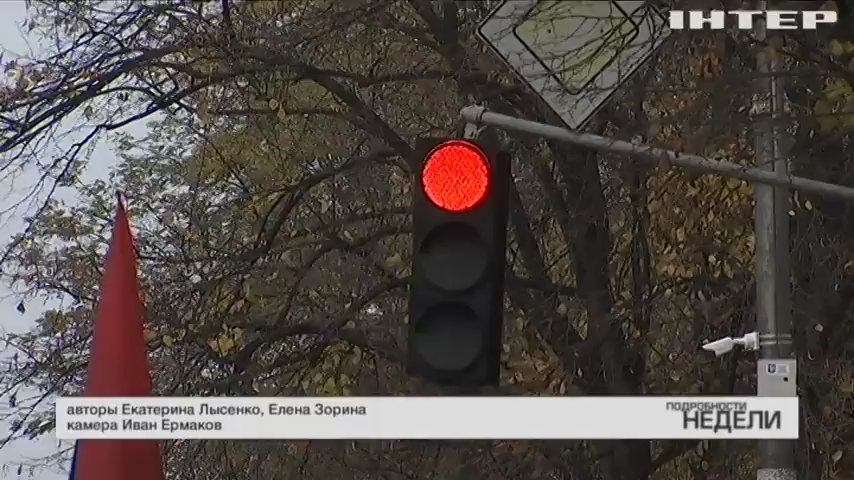 ІНТЕР
авторы Екатерина Лысенко, Елена Зорина
камера Иван Ермаков
ПОДРОБНОСТИ
НЕДЕЛИ